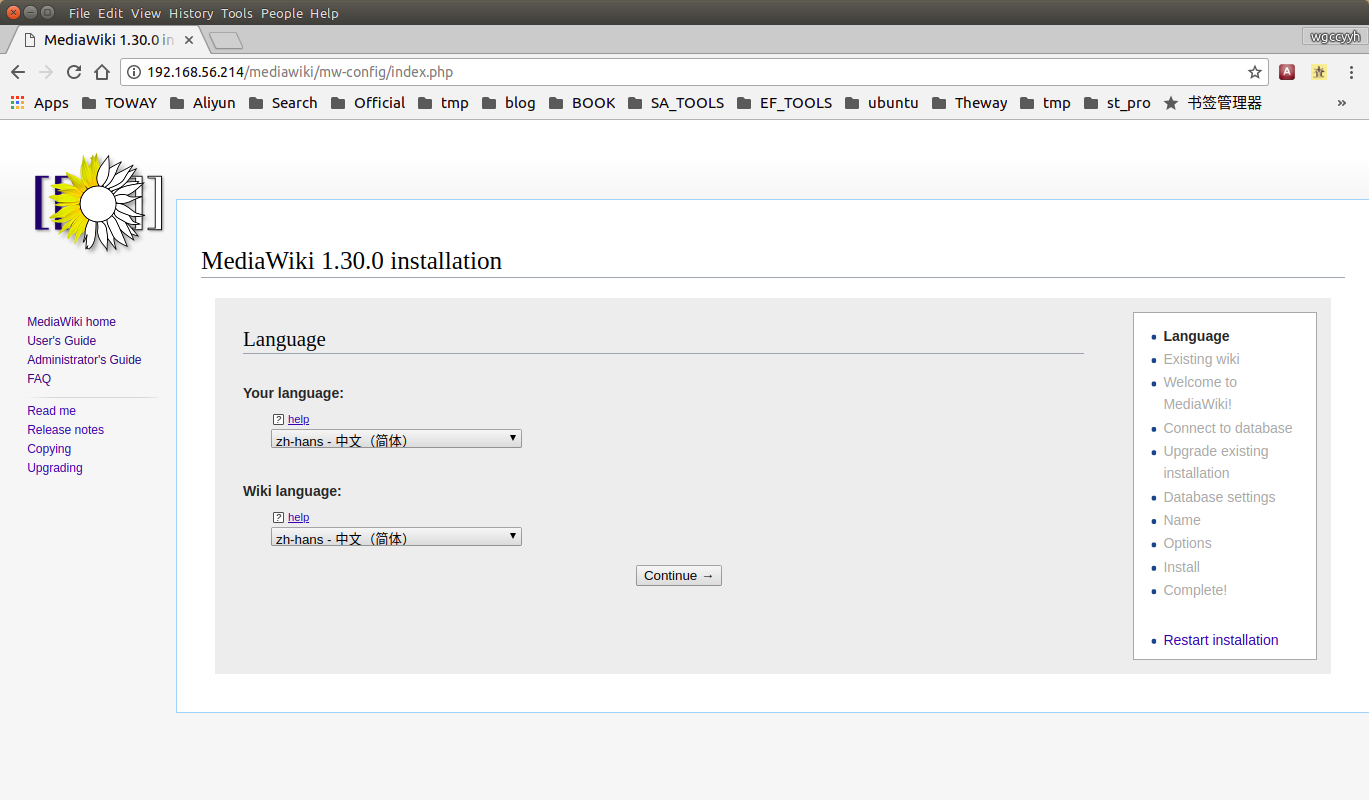 File Edit View History Tools People Help
MediaWiki 1.30.0 in
wgccyyh
192.168.56.214/mediawiki/mw-config/index.php
A
Apps TOWAY Aliyun Search Official tmp blog BOOK SA_TOOLS EF_TOOLS ubuntu Theway tmp st_pro 书签管理器 »
MediaWiki home
User's Guide
Administrator's Guide
FAQ
Read me
Release notes
Copying
Upgrading
MediaWiki 1.30.0 installation
Language
Your language:
? help
zh-hans - 中文（简体）
Wiki language:
? help
zh-hans - 中文（简体）
Continue →
Language
Existing wiki
Welcome to
MediaWiki!
Connect to database
Upgrade existing
installation
Database settings
Name
Options
Install
Complete!
Restart installation